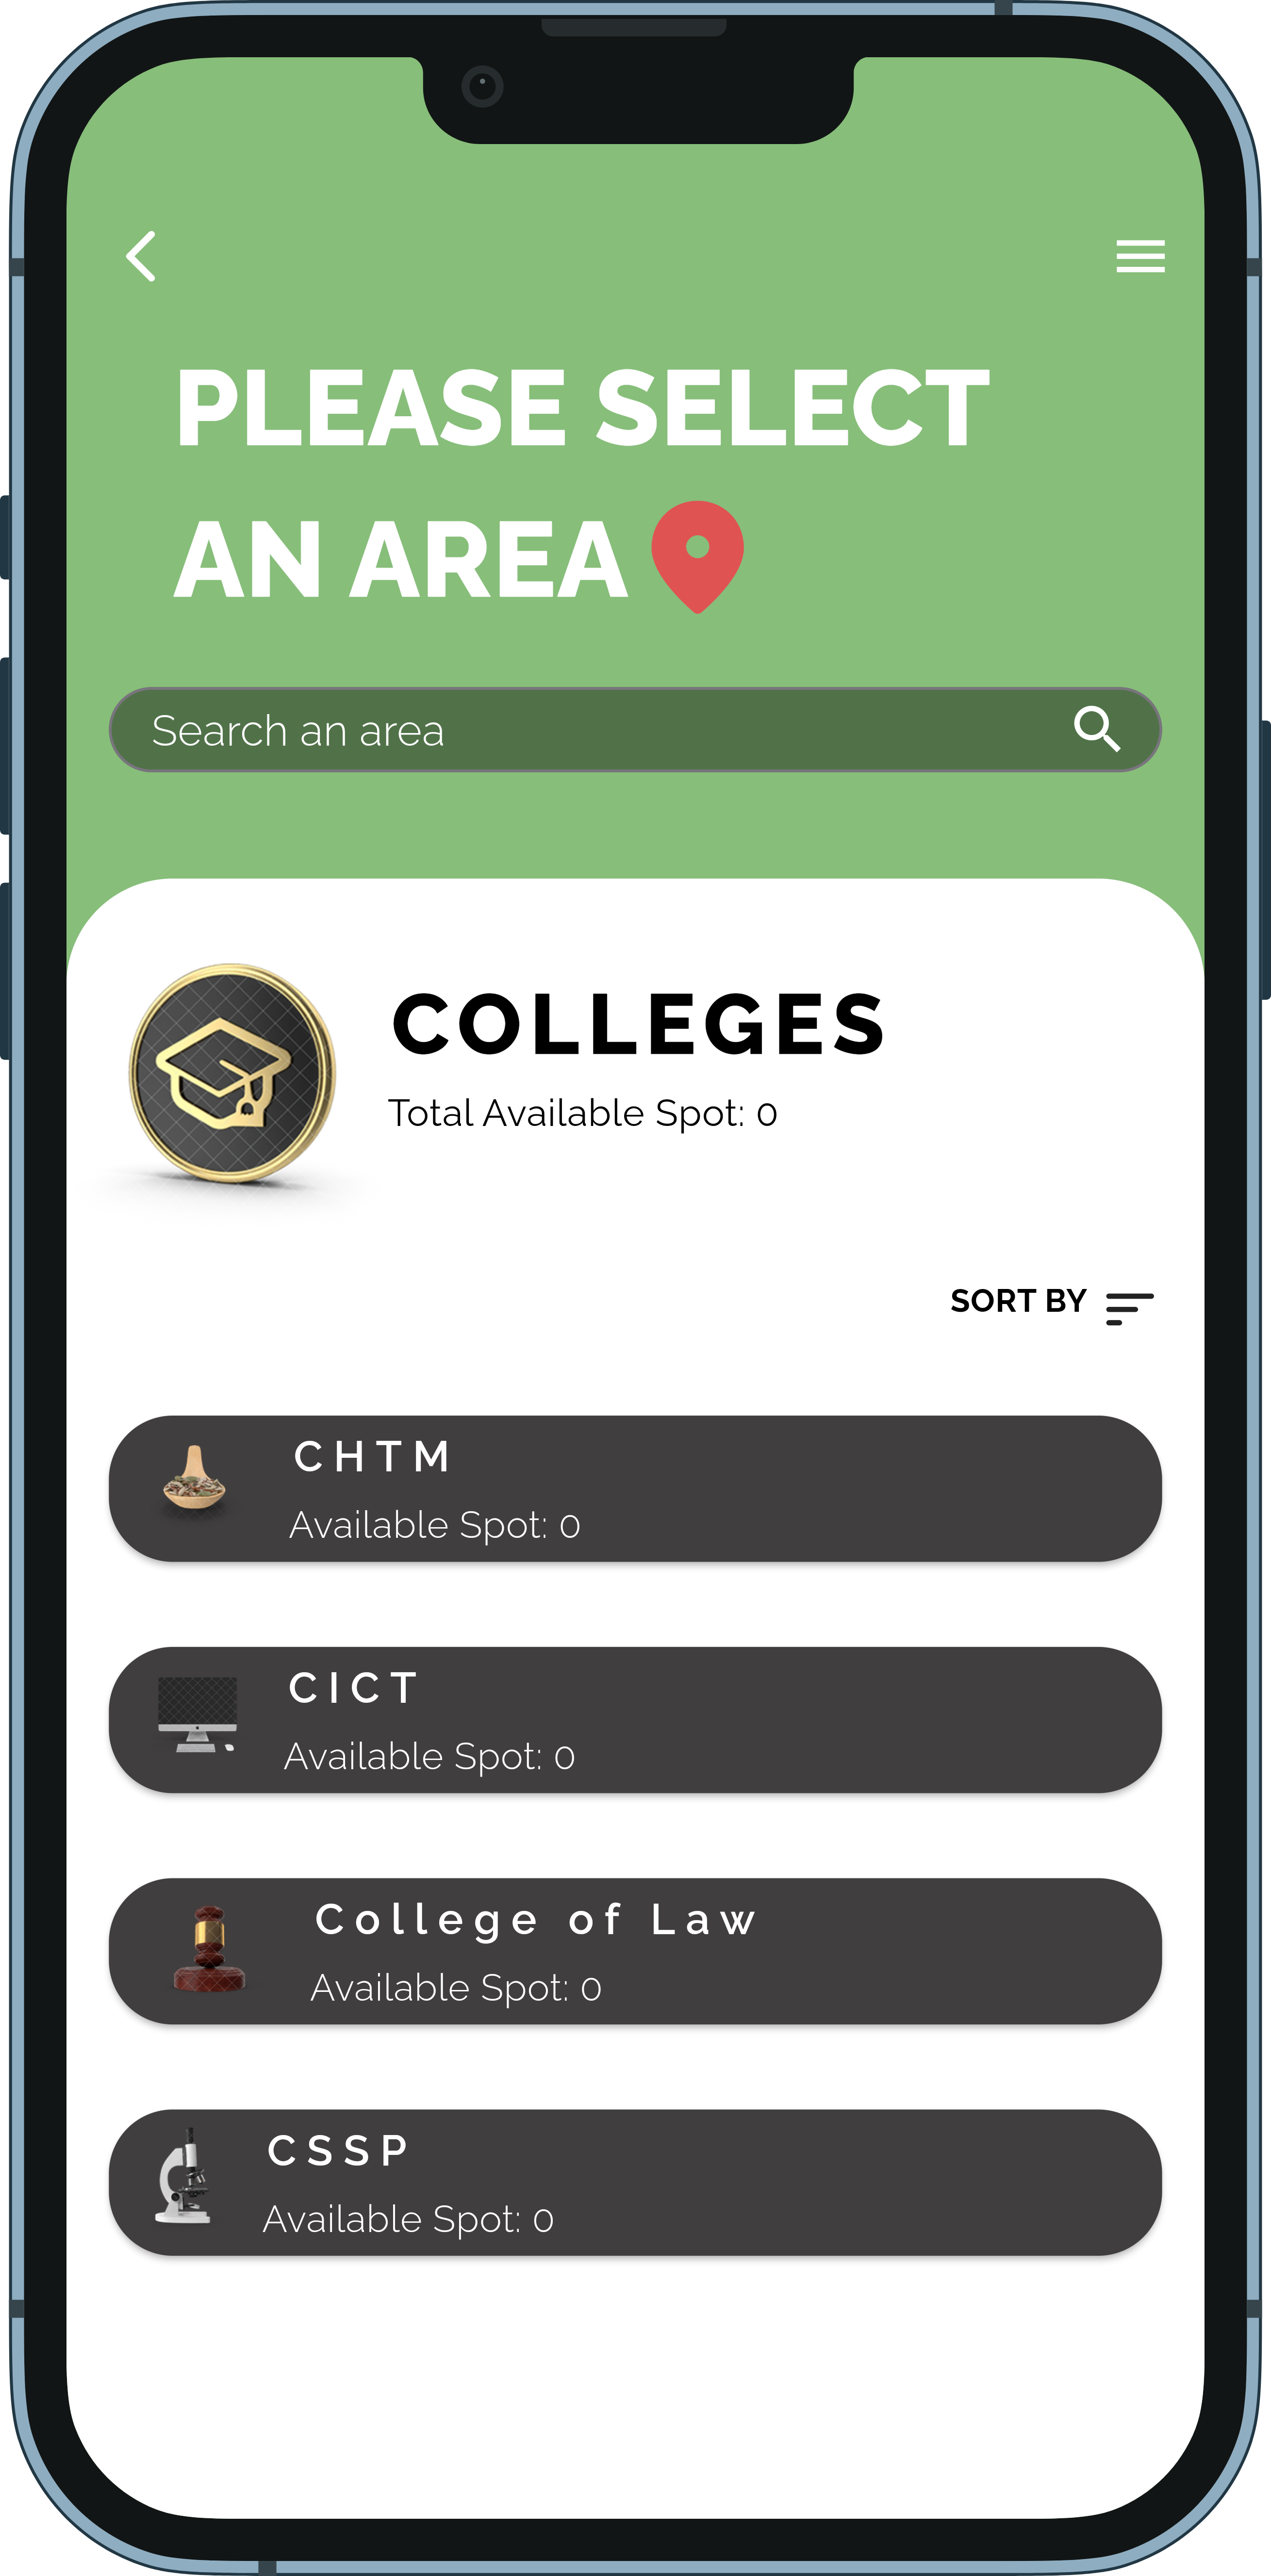 PLEASE SELECT
AN AREA
Search an area
COLLEGES
Total Available Spot: 0
SORT BY
CHTM
Available Spot: 0
CICT
Available Spot: 0
College of Law
Available Spot: 0
CSSP
Available Spot: 0